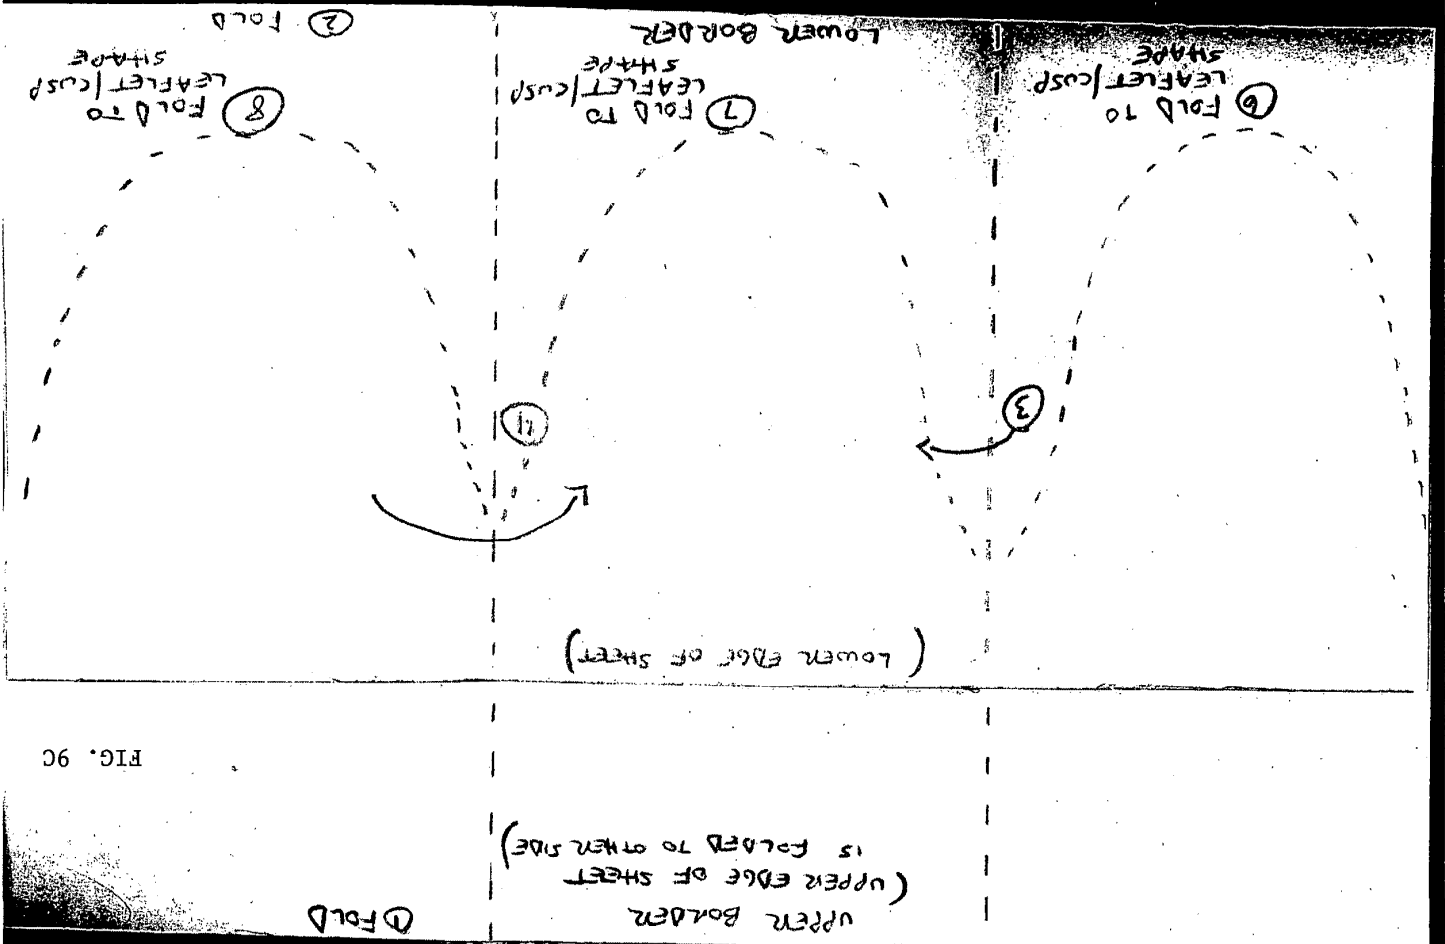 UPPER BORDER
① FOLD
(UPPER EDGE OF SHEET
IS FOLDED TO OTHER SIDE)
FIG. 9C
(LOWER EDGE OF SHEET)
③
④
⑥ FOLD TO
LEAFLET/CUSP
SHAPE
⑦ FOLD TO
LEAFLET/CUSP
SHAPE
⑧ FOLD TO
LEAFLET/CUSP
SHAPE
LOWER BORDER
② FOLD